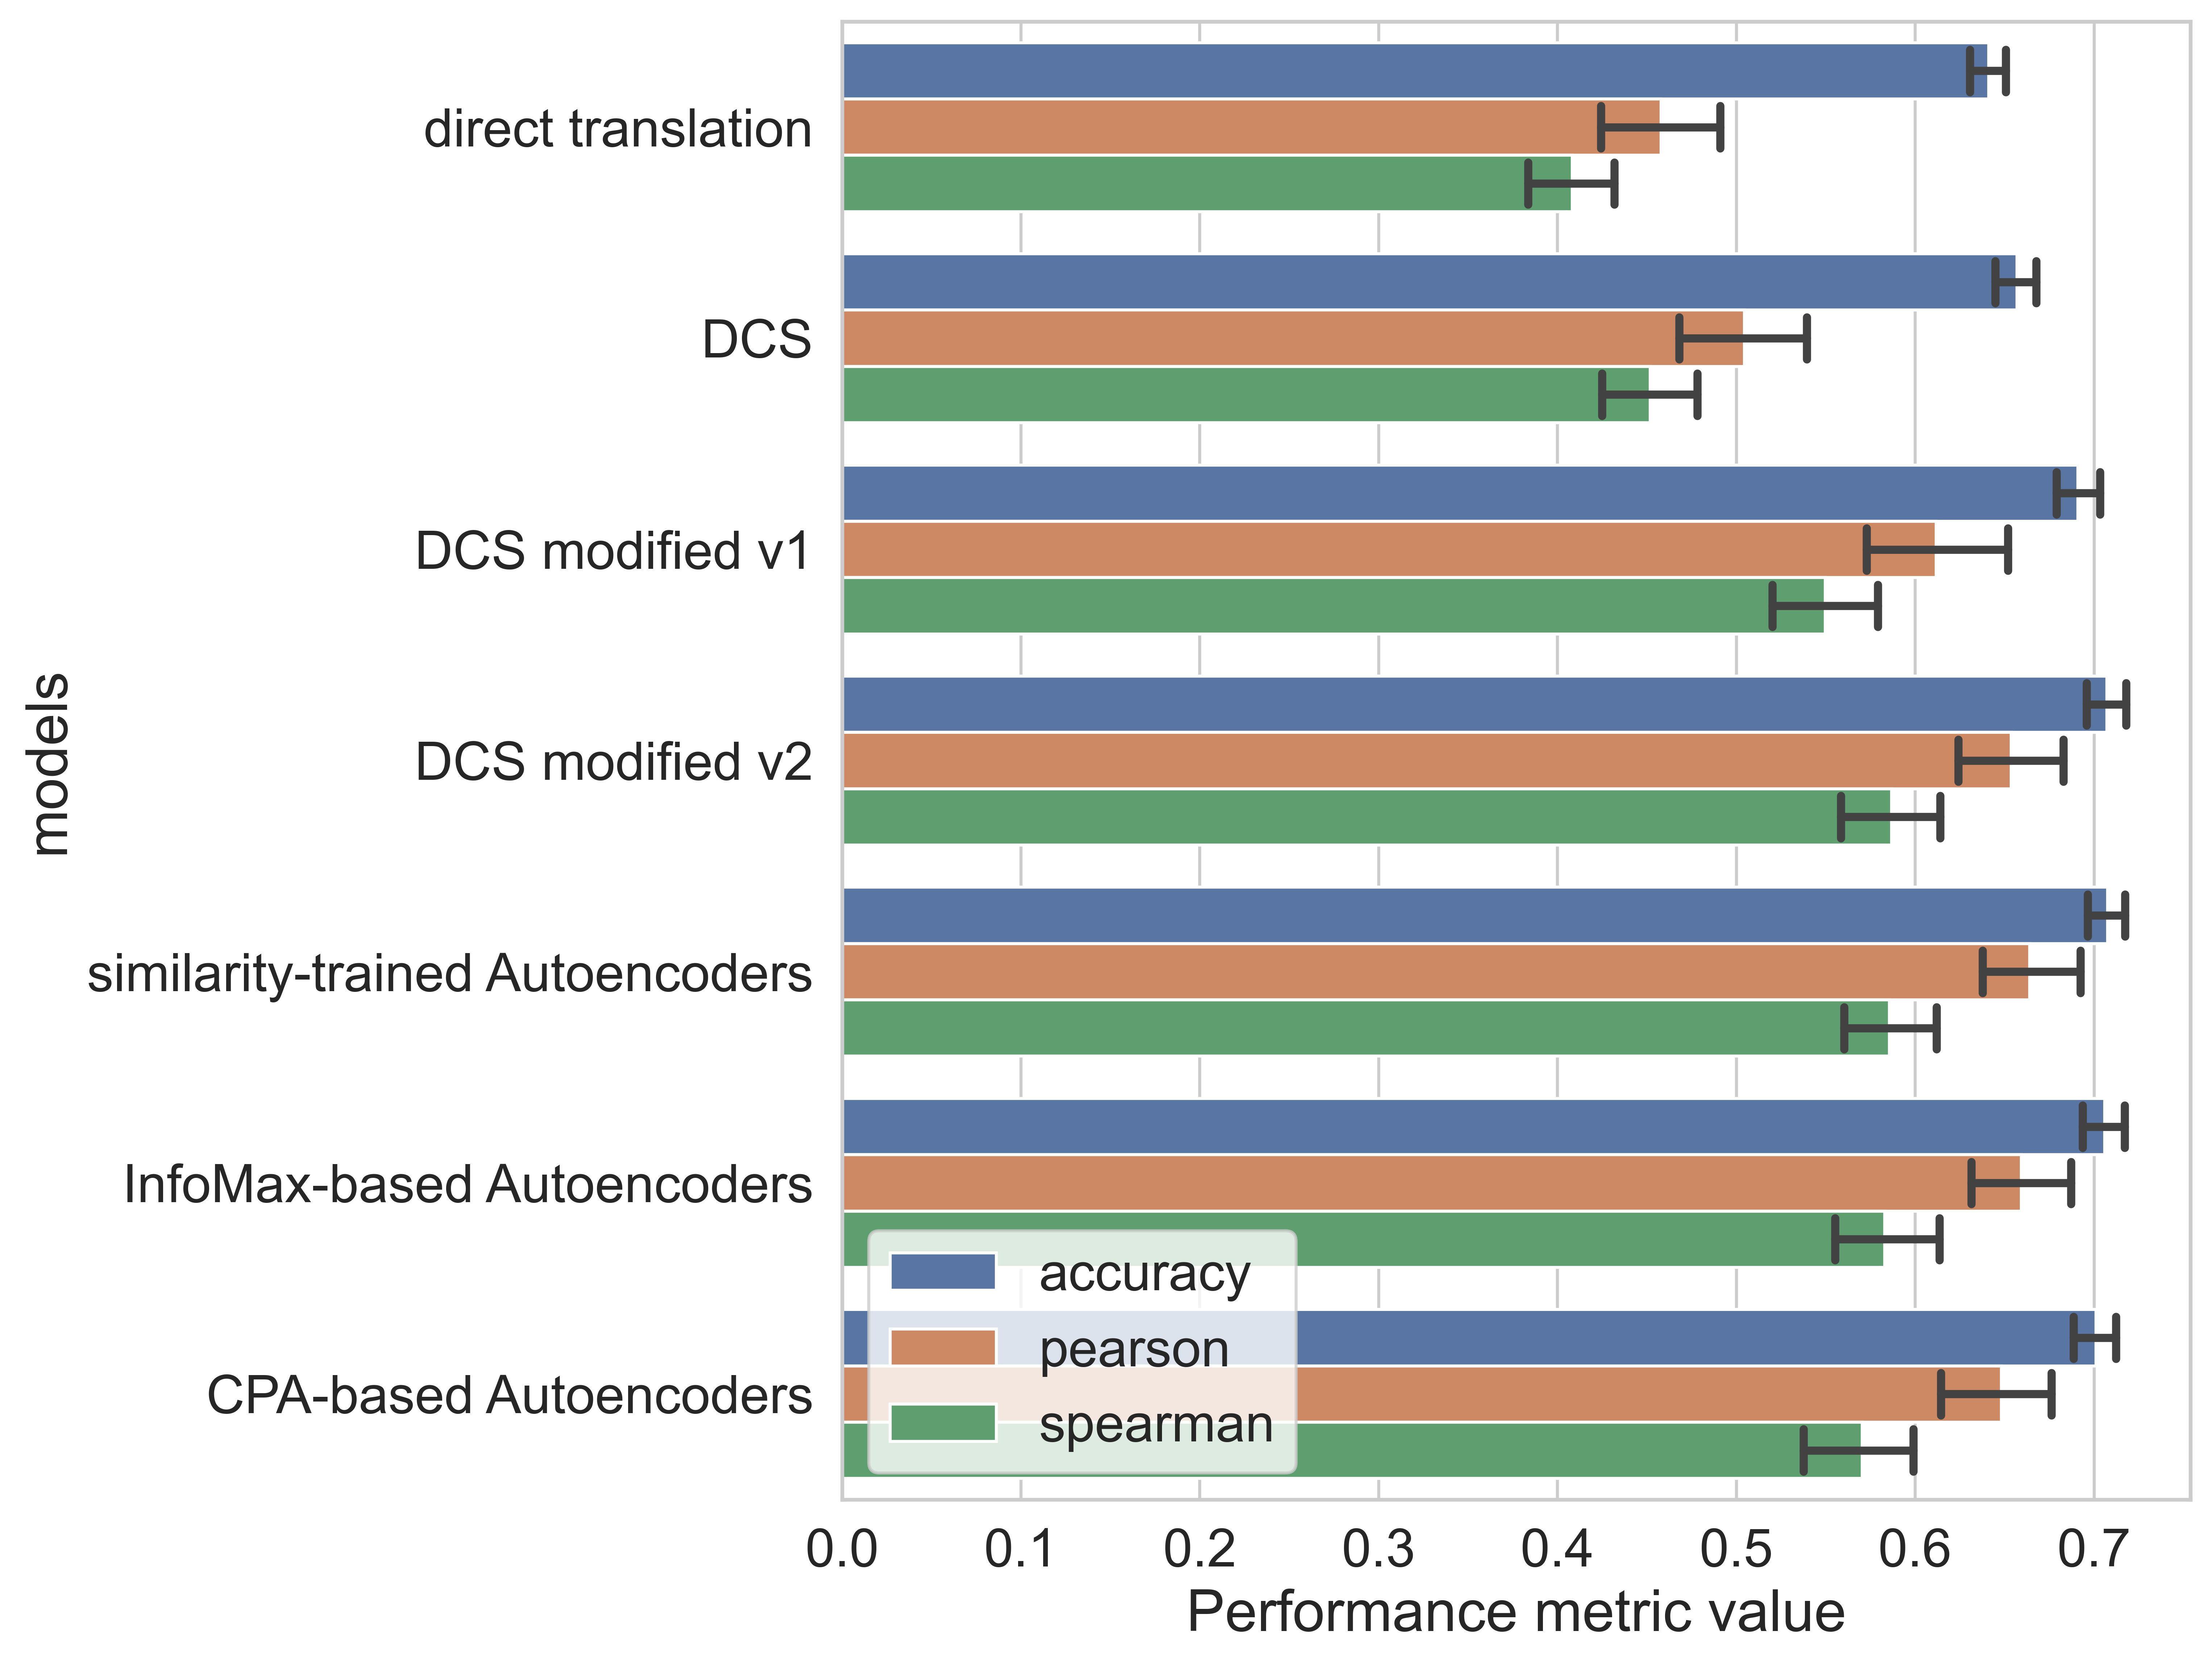 direct translation
DCS
DCS modified v1
DCS modified v2
similarity-trained Autoencoders
InfoMax-based Autoencoders
CPA-based Autoencoders
models
accuracy
pearson
spearman
0.0 0.1 0.2 0.3 0.4 0.5 0.6 0.7
Performance metric value